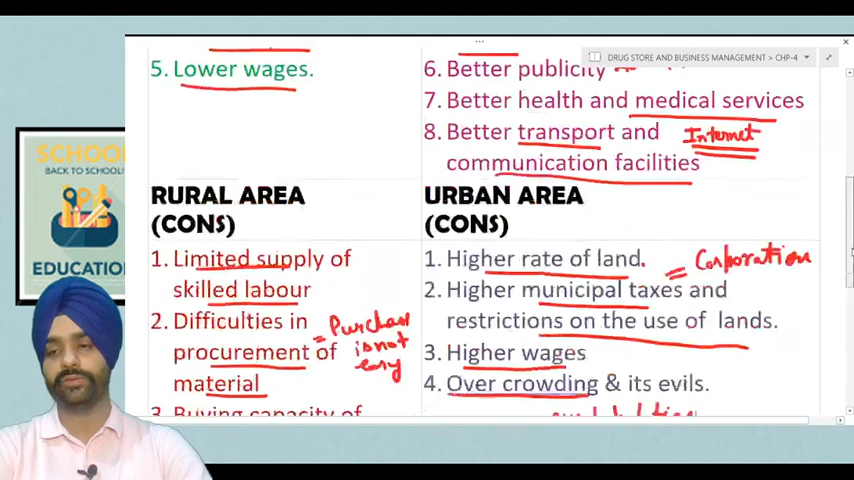 DRUG STORE AND BUSINESS MANAGEMENT > CHP-4
5. Lower wages.
6. Better publicity
7. Better health and medical services
8. Better transport and
Internet
communication facilities
SCHOOL
BACK TO SCHOOL!
EDUCATION
RURAL AREA
(CONS)
1. Limited supply of
skilled labour
2. Difficulties in
procurement of
material
= Purchase
is not
easy
3. Buying capacity of
URBAN AREA
(CONS)
1. Higher rate of land.
= Corporation
2. Higher municipal taxes and
restrictions on the use of lands.
3. Higher wages
4. Over crowding & its evils.